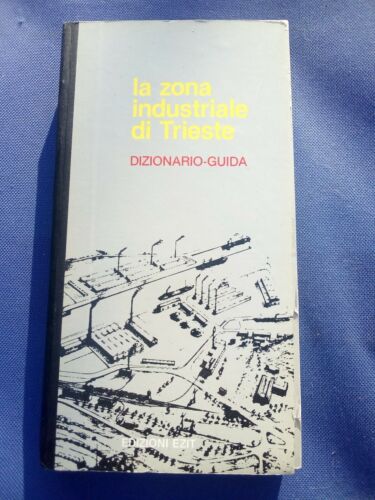 la zona
industriale
di Trieste
DIZIONARIO-GUIDA
EDIZIONI EZIT